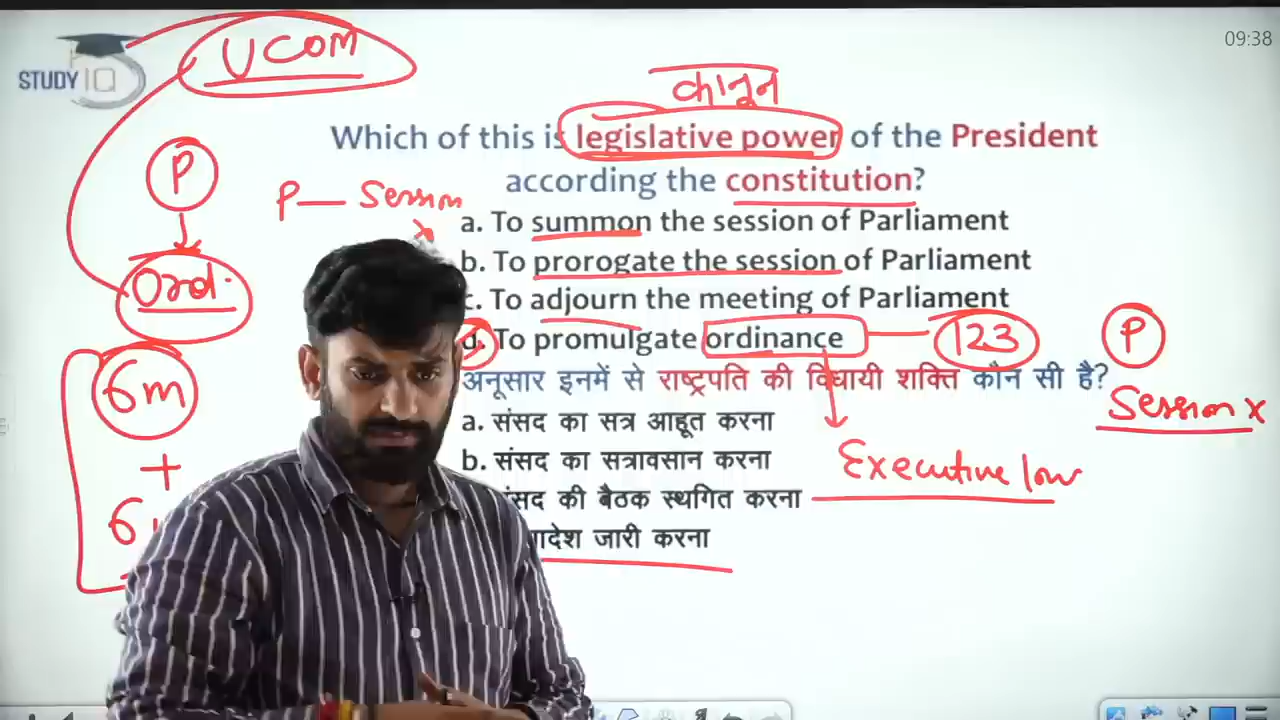 09:38
UCOM
STUDY IQ
कानून
Which of this is legislative power of the President
according the constitution?
P
P — Session x
a. To summon the session of Parliament
b. To prorogate the session of Parliament
c. To adjourn the meeting of Parliament
d. To promulgate ordinance — 123
Ord.
P
Session x
अनुसार इनमें से राष्ट्रपति की विधायी शक्ति कौन सी है?
6m
+
6
a. संसद का सत्र आहूत करना
b. संसद का सत्रावसान करना
Executive law
की बैठक स्थगित करना
जारी करना